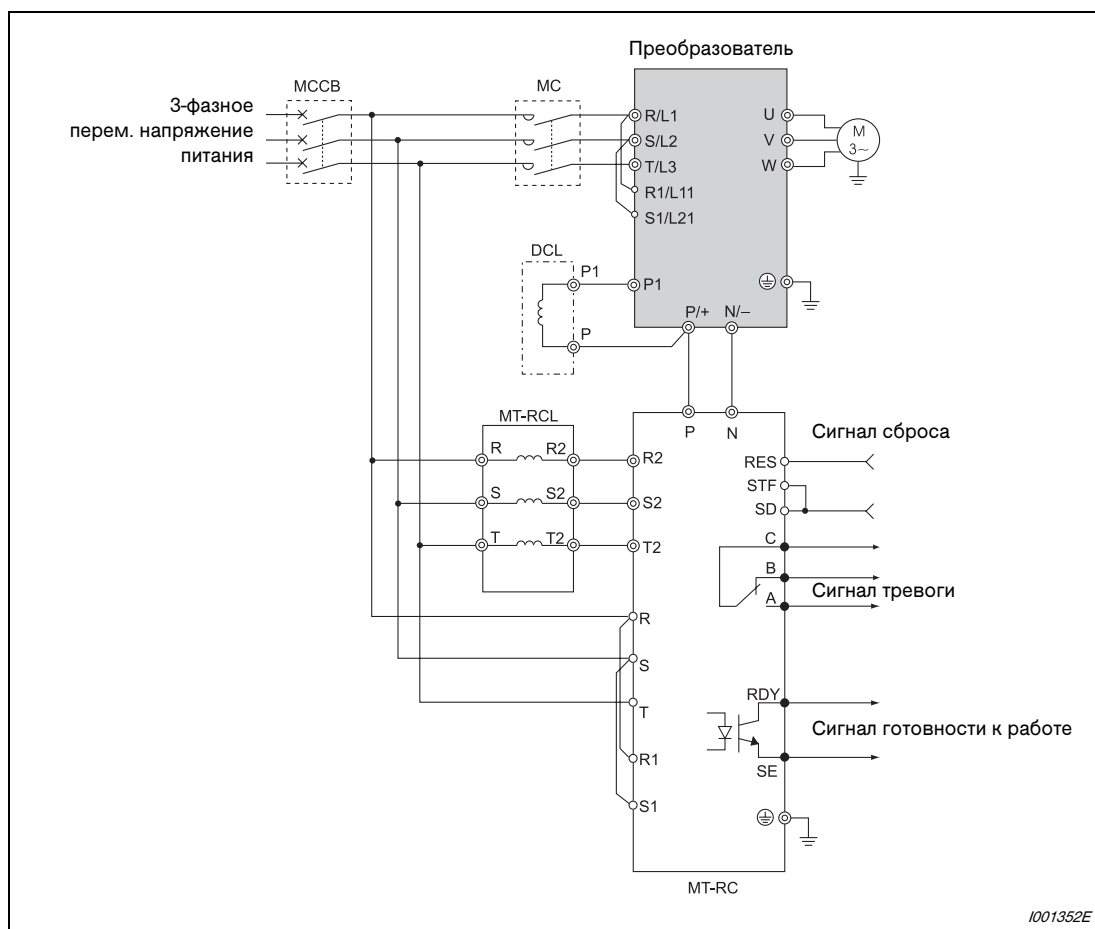 Преобразователь
MCCB
MC
3-фазное
перем. напряжение
питания
R/L1
S/L2
T/L3
R1/L11
S1/L21
U
V
W
M
3~
DCL
P1
P
P1
P/+
N/–
MT-RCL
R
R2
S
S2
T
T2
P
N
R2
S2
T2
R
S
T
R1
S1
RES
STF
SD
C
B
A
RDY
SE
Сигнал сброса
Сигнал тревоги
Сигнал готовности к работе
MT-RC
I001352E